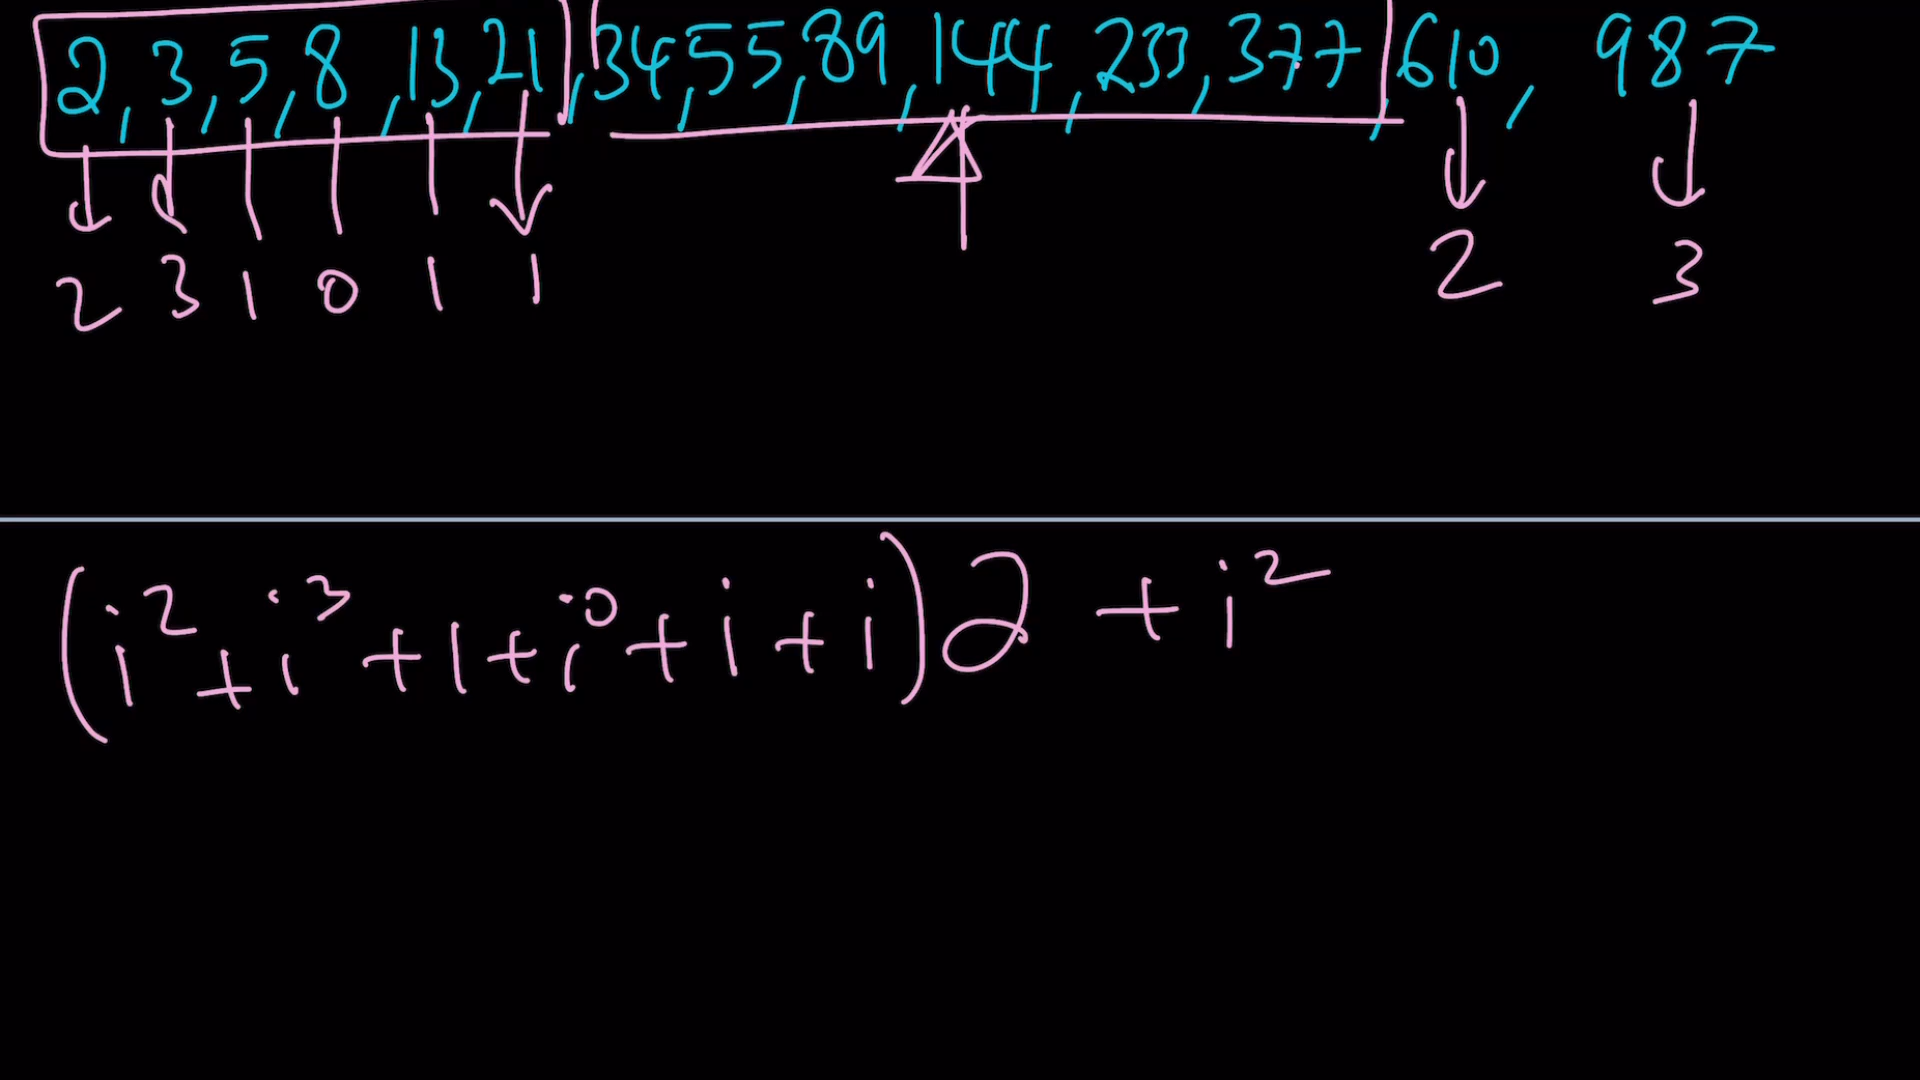 2, 3, 5, 8, 13, 21, 34, 55, 89, 144, 233, 377, 610, 987
2 3 1 0 1 1 2 3
(i² + i³ + 1 + i⁰ + i + i)2 + i²